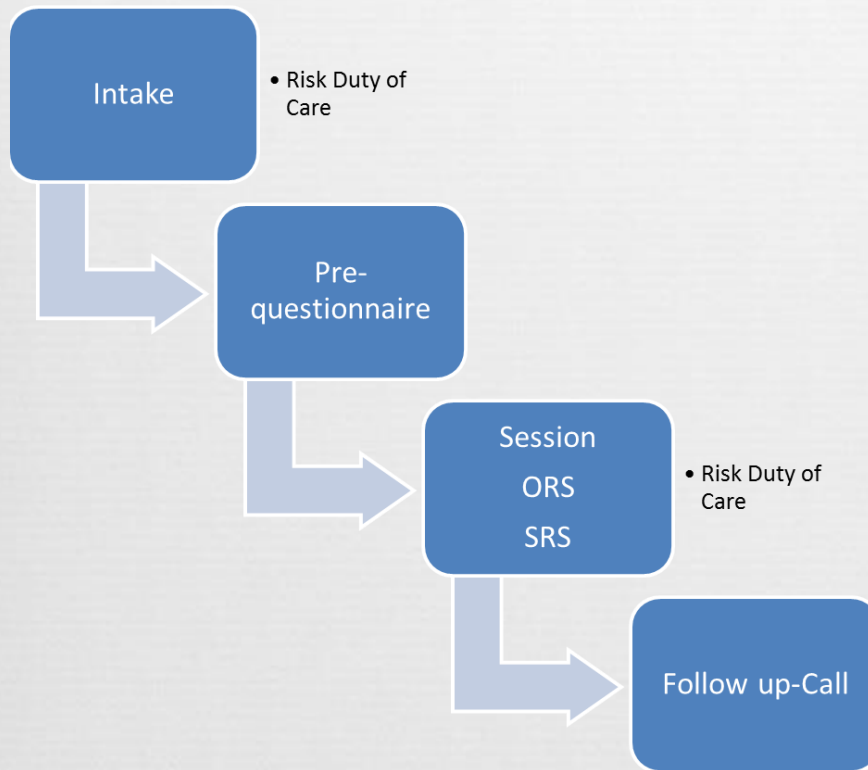 Intake
• Risk Duty of
Care
Pre-
questionnaire
Session
ORS
SRS
• Risk Duty of
Care
Follow up-Call